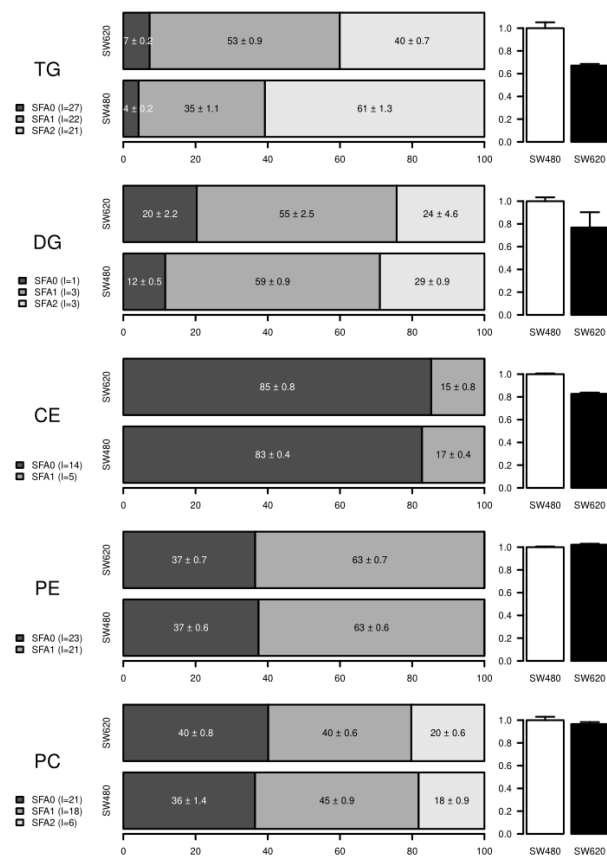 TG
SFA0 (I=27)
SFA1 (I=22)
SFA2 (I=21)
SW620
7 ± 0.2
53 ± 0.9
40 ± 0.7
SW480
4 ± 0.2
35 ± 1.1
61 ± 1.3
0 20 40 60 80 100
1.0
0.8
0.6
0.4
0.2
0.0
SW480 SW620
DG
SFA0 (I=1)
SFA1 (I=3)
SFA2 (I=3)
SW620
20 ± 2.2
55 ± 2.5
24 ± 4.6
SW480
12 ± 0.5
59 ± 0.9
29 ± 0.9
0 20 40 60 80 100
1.0
0.8
0.6
0.4
0.2
0.0
SW480 SW620
CE
SFA0 (I=14)
SFA1 (I=5)
SW620
85 ± 0.8
15 ± 0.8
SW480
83 ± 0.4
17 ± 0.4
0 20 40 60 80 100
1.0
0.8
0.6
0.4
0.2
0.0
SW480 SW620
PE
SFA0 (I=23)
SFA1 (I=21)
SW620
37 ± 0.7
63 ± 0.7
SW480
37 ± 0.6
63 ± 0.6
0 20 40 60 80 100
1.0
0.8
0.6
0.4
0.2
0.0
SW480 SW620
PC
SFA0 (I=21)
SFA1 (I=18)
SFA2 (I=6)
SW620
40 ± 0.8
40 ± 0.6
20 ± 0.6
SW480
36 ± 1.4
45 ± 0.9
18 ± 0.9
0 20 40 60 80 100
1.0
0.8
0.6
0.4
0.2
0.0
SW480 SW620